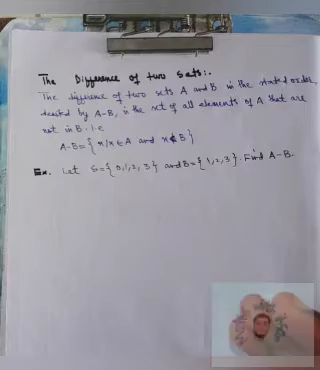 The Difference of two Sets:.
The difference of two sets A and B in the stated order,
denoted by A-B, is the set of all elements of A that are
not in B. i.e
A-B={x/x∈A and x∉B}
Ex. Let S={0,1,2,3} and B={1,2,3}. Find A-B.